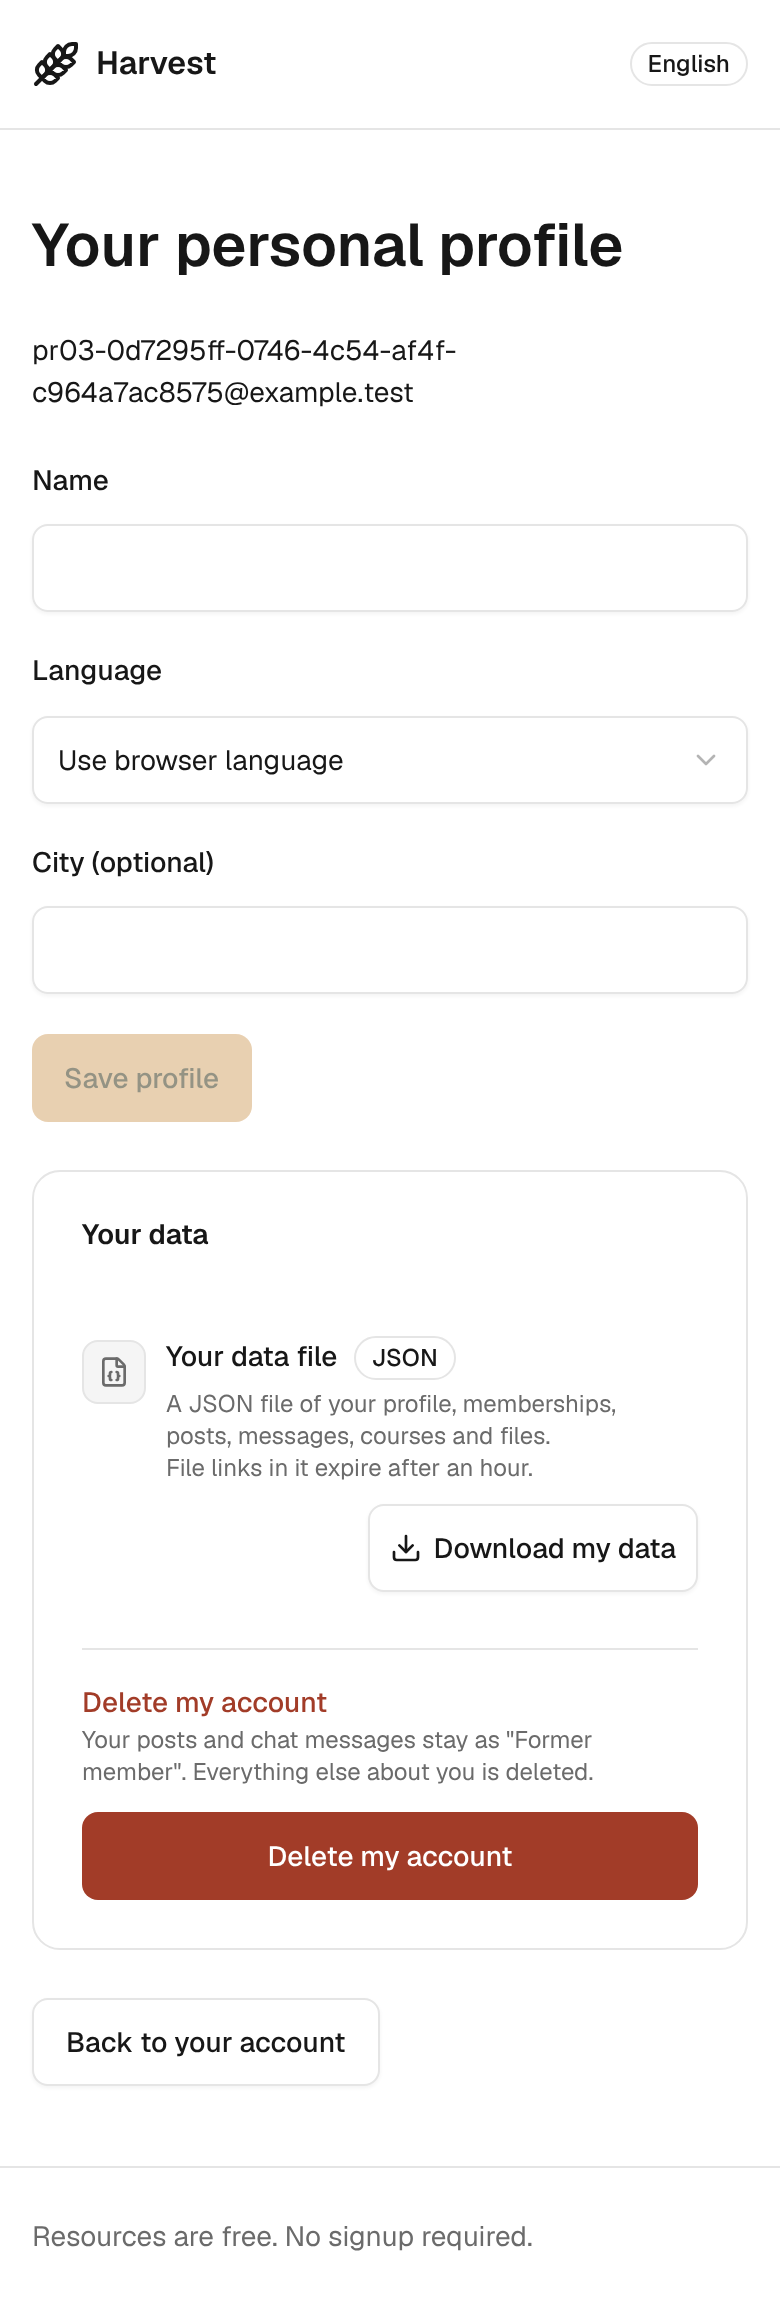 Harvest
English
Your personal profile
pr03-0d7295ff-0746-4c54-af4f-
c964a7ac8575@example.test
Name
Language
Use browser language
City (optional)
Save profile
Your data
Your data file
JSON
A JSON file of your profile, memberships,
posts, messages, courses and files.
File links in it expire after an hour.
Download my data
Delete my account
Your posts and chat messages stay as "Former
member". Everything else about you is deleted.
Delete my account
Back to your account
Resources are free. No signup required.